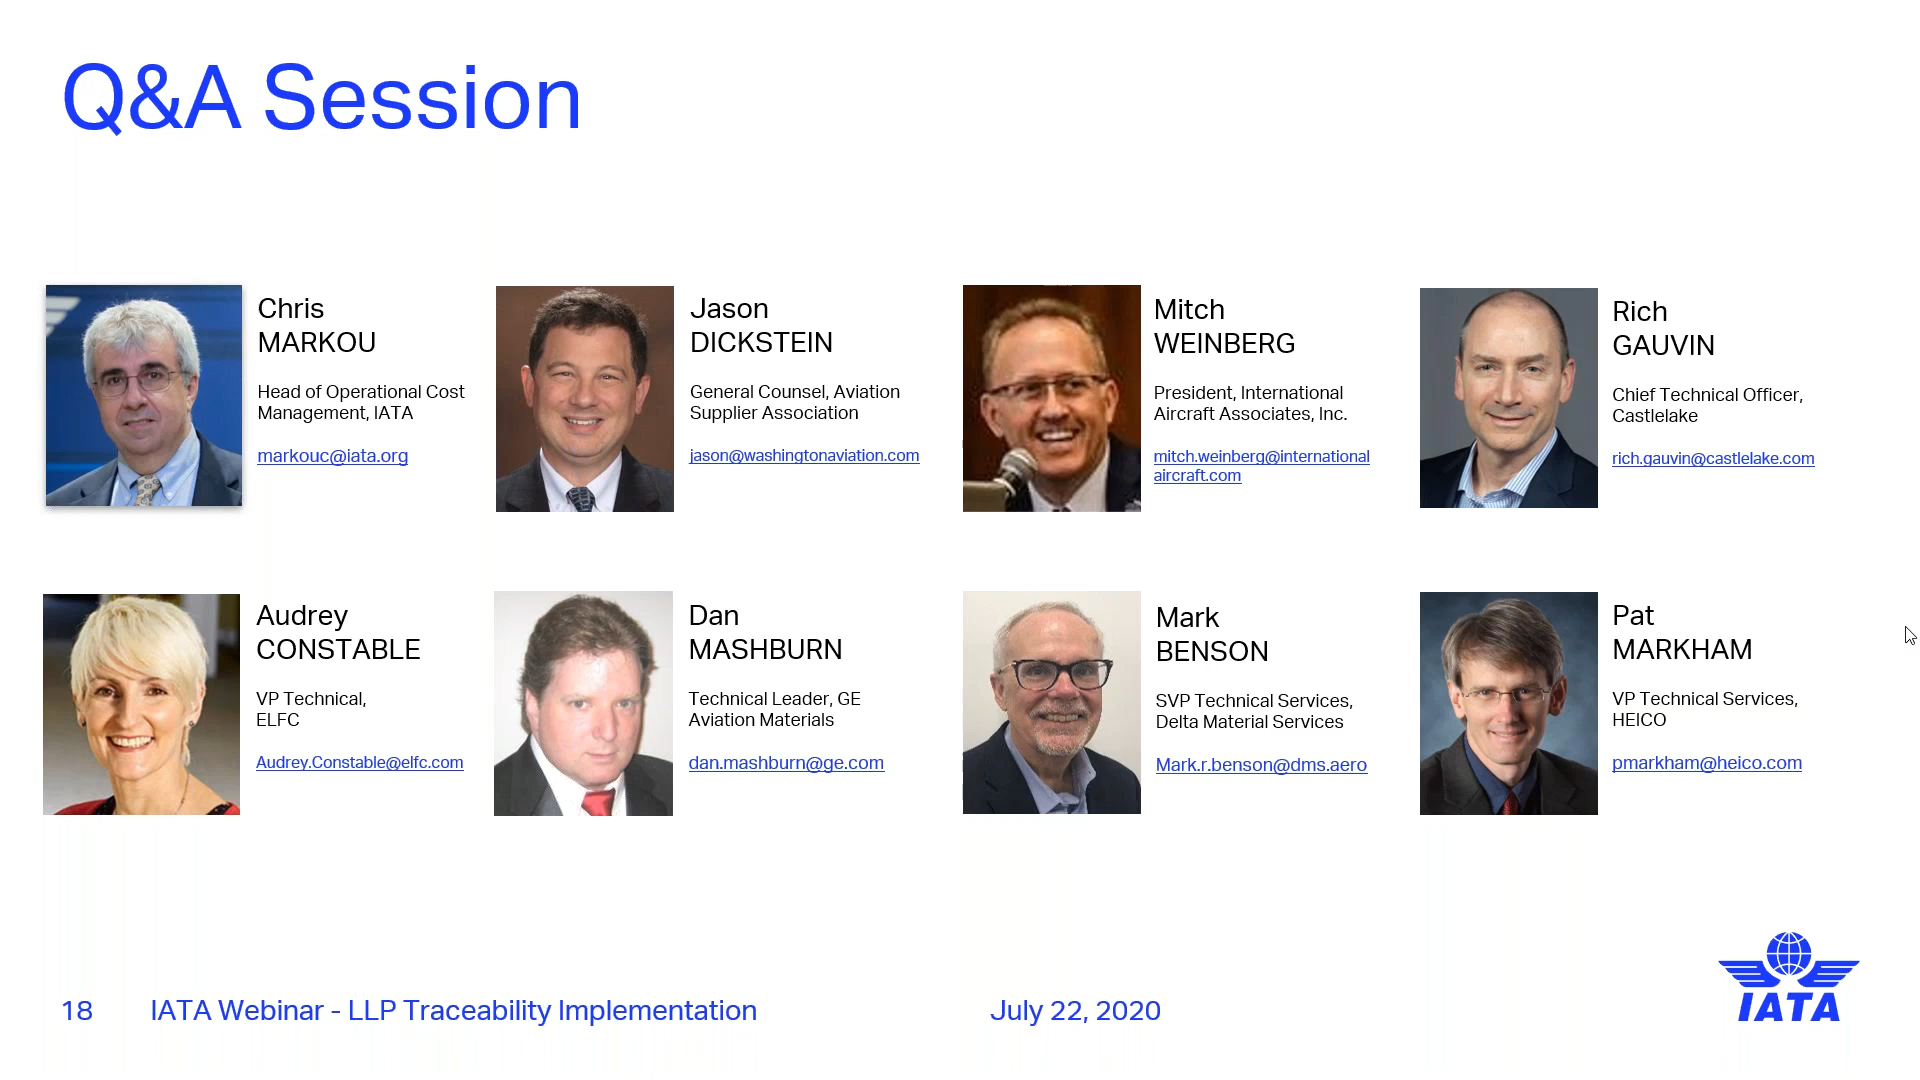 Q&A Session
Chris
MARKOU
Head of Operational Cost
Management, IATA
markouc@iata.org
Jason
DICKSTEIN
General Counsel, Aviation
Supplier Association
jason@washingtonaviation.com
Mitch
WEINBERG
President, International
Aircraft Associates, Inc.
mitch.weinberg@international
aircraft.com
Rich
GAUVIN
Chief Technical Officer,
Castlelake
rich.gauvin@castlelake.com
Audrey
CONSTABLE
VP Technical,
ELFC
Audrey.Constable@elfc.com
Dan
MASHBURN
Technical Leader, GE
Aviation Materials
dan.mashburn@ge.com
Mark
BENSON
SVP Technical Services,
Delta Material Services
Mark.r.benson@dms.aero
Pat
MARKHAM
VP Technical Services,
HEICO
pmarkham@heico.com
18 IATA Webinar - LLP Traceability Implementation July 22, 2020
IATA